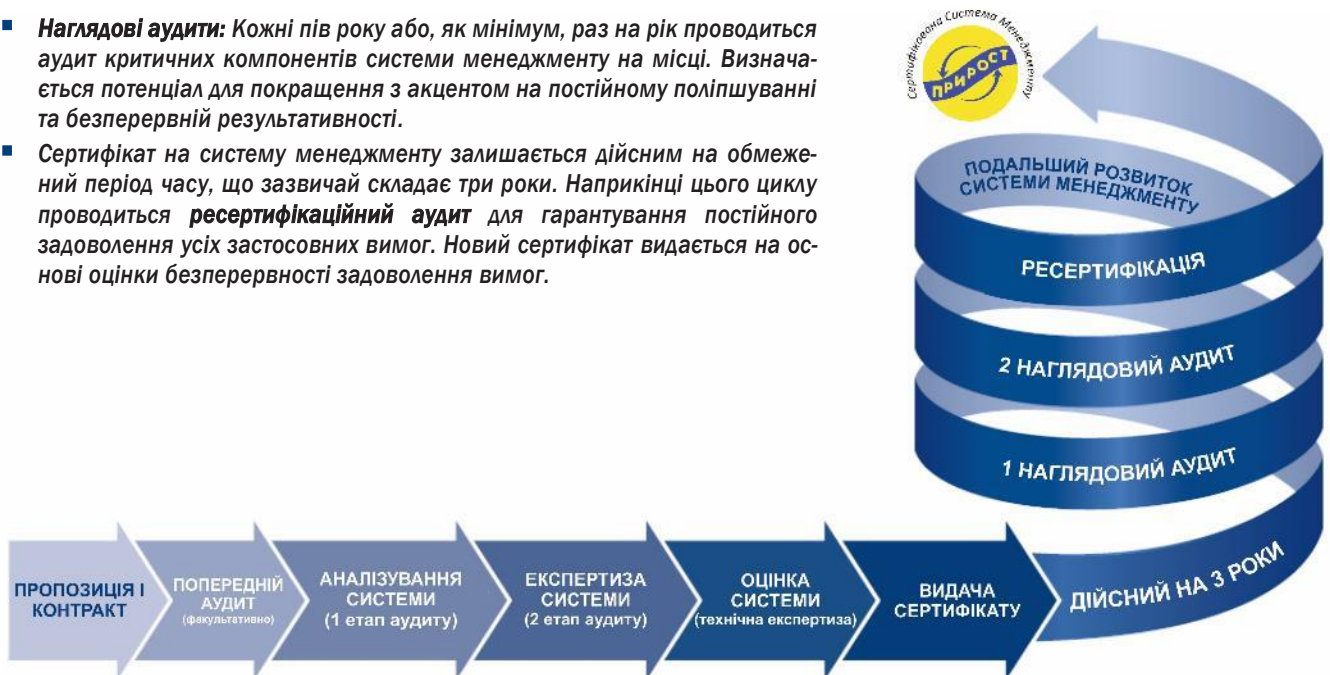 ▪ Наглядові аудити: Кожні пів року або, як мінімум, раз на рік проводиться
аудит критичних компонентів системи менеджменту на місці. Визнача-
ється потенціал для покращення з акцентом на постійному поліпшуванні
та безперервній результативності.
▪ Сертифікат на систему менеджменту залишається дійсним на обмеже-
ний період часу, що зазвичай складає три роки. Наприкінці цього циклу
проводиться ресертифікаційний аудит для гарантування постійного
задоволення усіх застосовних вимог. Новий сертифікат видається на ос-
нові оцінки безперервності задоволення вимог.
Сертифікована Система Менеджменту
ПРИРОСТ
ПОДАЛЬШИЙ РОЗВИТОК
СИСТЕМИ МЕНЕДЖМЕНТУ
РЕСЕРТИФІКАЦІЯ
2 НАГЛЯДОВИЙ АУДИТ
1 НАГЛЯДОВИЙ АУДИТ
ДІЙСНИЙ НА 3 РОКИ
ПРОПОЗИЦІЯ І
КОНТРАКТ
ПОПЕРЕДНІЙ
АУДИТ
(факультативно)
АНАЛІЗУВАННЯ
СИСТЕМИ
(1 етап аудиту)
ЕКСПЕРТИЗА
СИСТЕМИ
(2 етап аудиту)
ОЦІНКА
СИСТЕМИ
(технічна експертиза)
ВИДАЧА
СЕРТИФІКАТУ